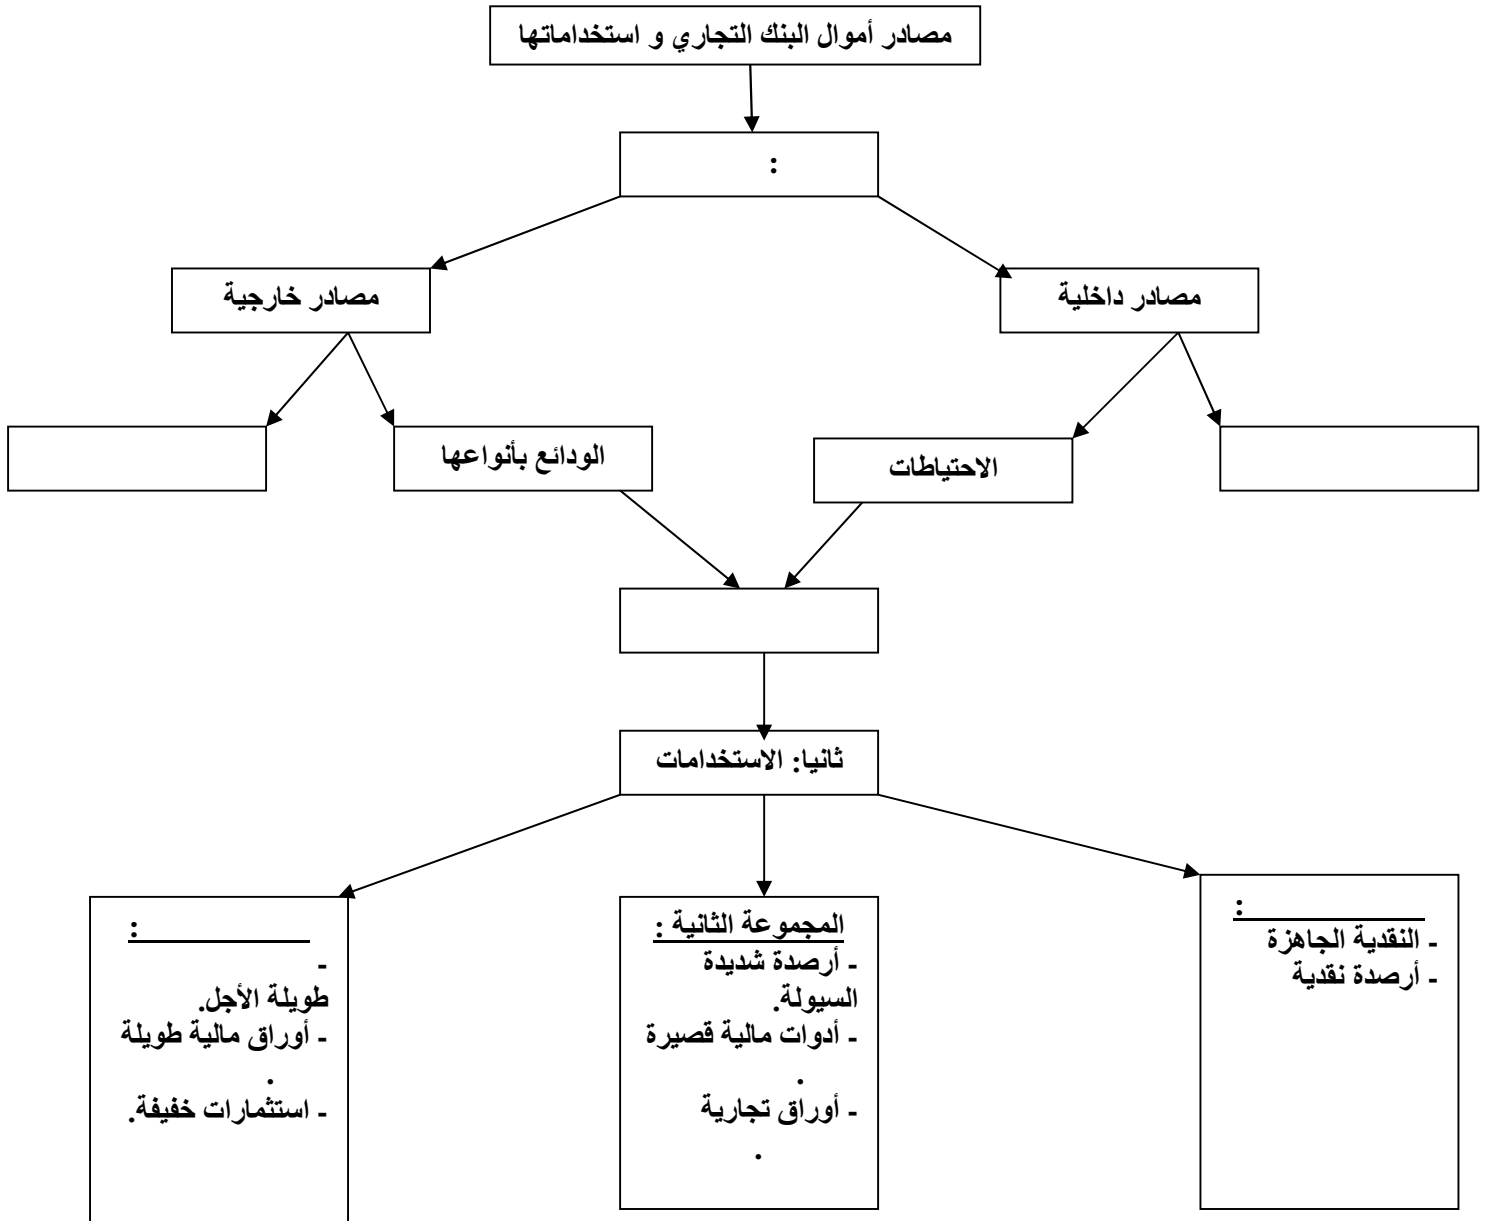 مصادر أموال البنك التجاري و استخداماتها
:
مصادر داخلية
مصادر خارجية
الاحتياطات
الودائع بأنواعها
ثانيا: الاستخدامات
:
- النقدية الجاهزة
- أرصدة نقدية
المجموعة الثانية :
- أرصدة شديدة
السيولة.
- أدوات مالية قصيرة
.
- أوراق تجارية
.
:
-
طويلة الأجل.
- أوراق مالية طويلة
.
- استثمارات خفيفة.